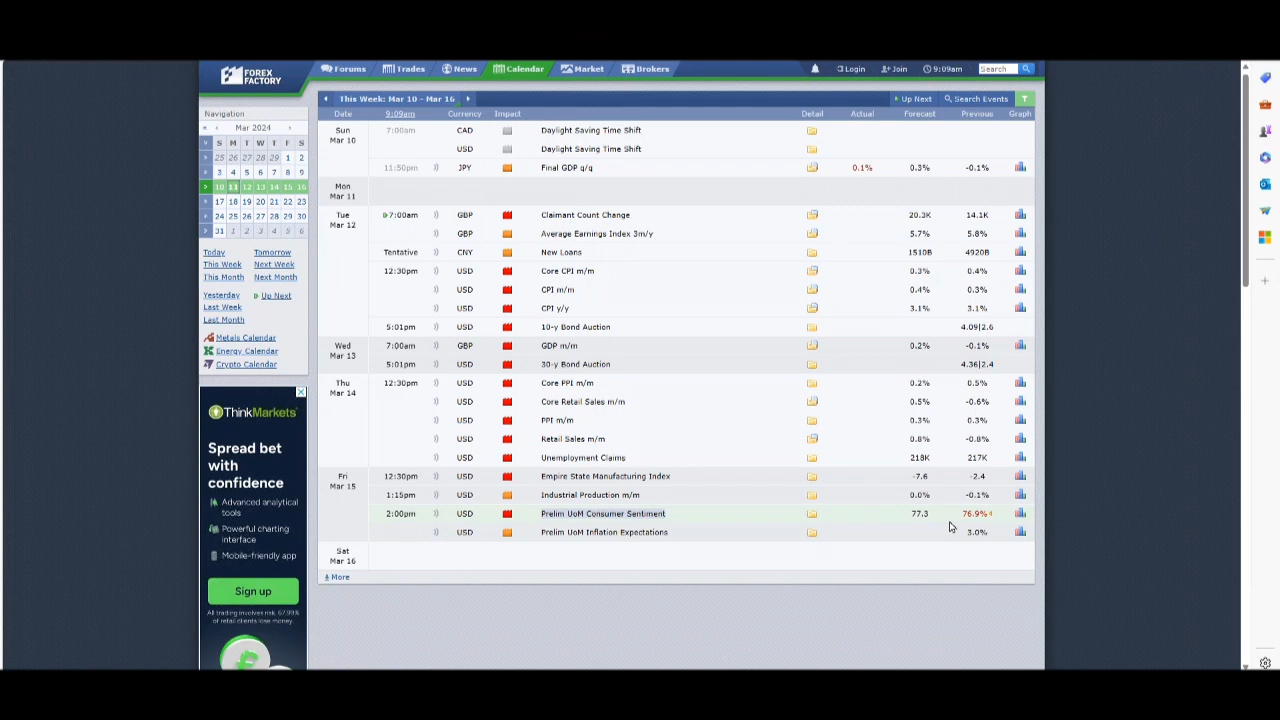 FOREX FACTORY
Forums Trades News Calendar Market Brokers Login Join 9:09am Search
Navigation
« ‹ Mar 2024 ›
S M T W T F S
25 26 27 28 29 1 2
3 4 5 6 7 8 9
10 11 12 13 14 15 16
17 18 19 20 21 22 23
24 25 26 27 28 29 30
31 1 2 3 4 5 6
Today Tomorrow
This Week Next Week
This Month Next Month
Yesterday Up Next
Last Week
Last Month
Metals Calendar
Energy Calendar
Crypto Calendar
ThinkMarkets
Spread bet
with
confidence
Advanced analytical
tools
Powerful charting
interface
Mobile-friendly app
Sign up
All trading involves risk. 67.99%
of retail clients lose money.
This Week: Mar 10 - Mar 16 Up Next Search Events
Date 9:09am Currency Impact Detail Actual Forecast Previous Graph
Sun Mar 10 7:00am CAD Daylight Saving Time Shift
USD Daylight Saving Time Shift
11:50pm JPY Final GDP q/q 0.1% 0.3% -0.1%
Mon Mar 11
Tue Mar 12 7:00am GBP Claimant Count Change 20.3K 14.1K
GBP Average Earnings Index 3m/y 5.7% 5.8%
Tentative CNY New Loans 1510B 4920B
12:30pm USD Core CPI m/m 0.3% 0.4%
USD CPI m/m 0.4% 0.3%
USD CPI y/y 3.1% 3.1%
5:01pm USD 10-y Bond Auction 4.09|2.6
Wed Mar 13 7:00am GBP GDP m/m 0.2% -0.1%
5:01pm USD 30-y Bond Auction 4.36|2.4
Thu Mar 14 12:30pm USD Core PPI m/m 0.2% 0.5%
USD Core Retail Sales m/m 0.5% -0.6%
USD PPI m/m 0.3% 0.3%
USD Retail Sales m/m 0.8% -0.8%
USD Unemployment Claims 218K 217K
Fri Mar 15 12:30pm USD Empire State Manufacturing Index -7.6 -2.4
1:15pm USD Industrial Production m/m 0.0% -0.1%
2:00pm USD Prelim UoM Consumer Sentiment 77.3 76.9%
USD Prelim UoM Inflation Expectations 3.0%
Sat Mar 16
More